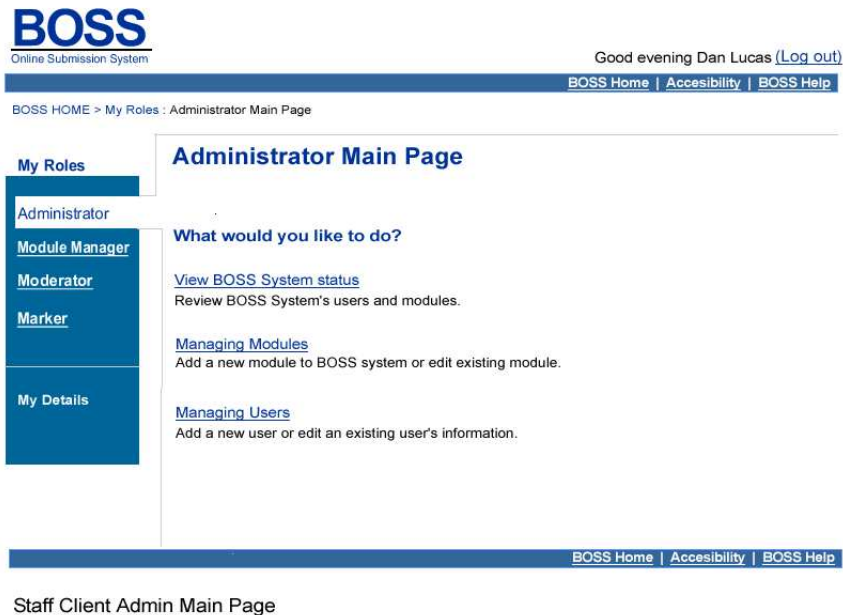 BOSS
Online Submission System
Good evening Dan Lucas (Log out)
BOSS Home | Accesibility | BOSS Help
BOSS HOME > My Roles : Administrator Main Page
My Roles
Administrator
Module Manager
Moderator
Marker
My Details
Administrator Main Page
What would you like to do?
View BOSS System status
Review BOSS System's users and modules.
Managing Modules
Add a new module to BOSS system or edit existing module.
Managing Users
Add a new user or edit an existing user's information.
BOSS Home | Accesibility | BOSS Help
Staff Client Admin Main Page